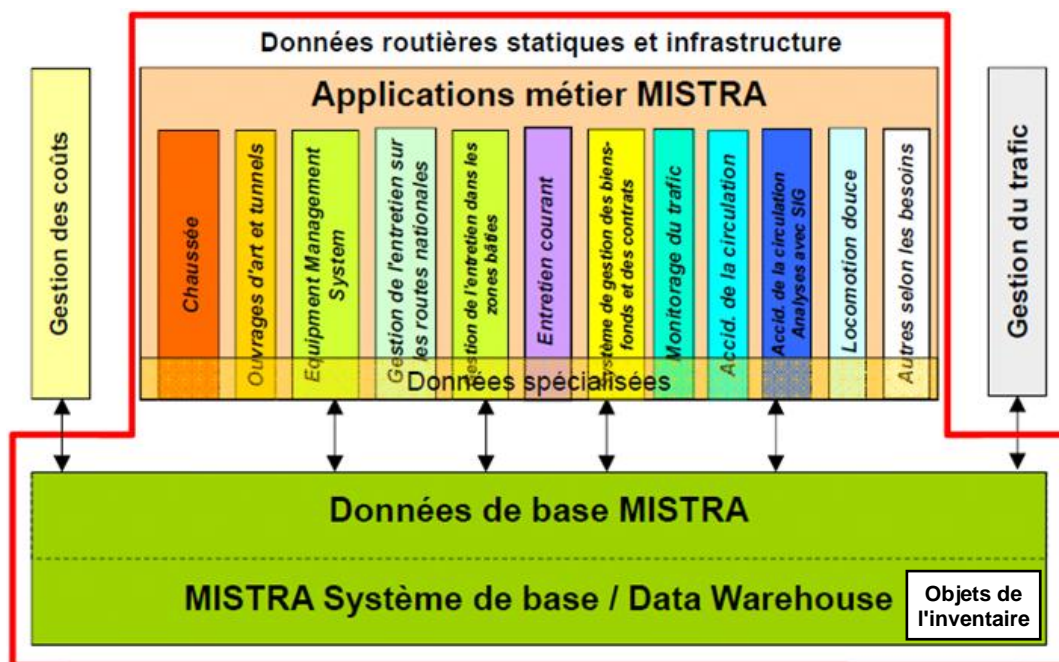 Données routières statiques et infrastructure
Gestion des coûts
Applications métier MISTRA
Chaussée
Ouvrages d'art et tunnels
Equipment Management
System
Gestion de l'entretien sur
les routes nationales
Gestion de l'entretien dans les
zones bâties
Entretien courant
Système de gestion des biens-
fonds et des contrats
Monitorage du trafic
Accid. de la circulation
Accid. de la circulation
Analyses avec SIG
Locomotion douce
Autres selon les besoins
Données spécialisées
Gestion du trafic
Données de base MISTRA
MISTRA Système de base / Data Warehouse
Objets de
l'inventaire